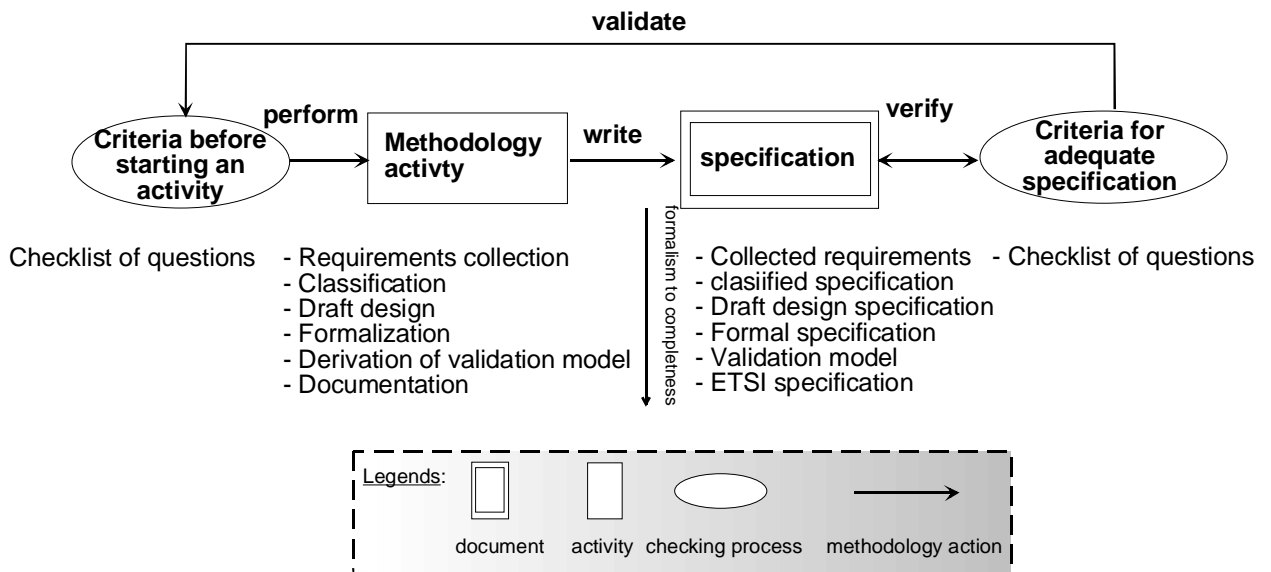 validate
perform
write
verify
Criteria before
starting an
activity
Methodology
activty
specification
Criteria for
adequate
specification
Checklist of questions
- Requirements collection
- Classification
- Draft design
- Formalization
- Derivation of validation model
- Documentation
formalism to completness
- Collected requirements
- clasiified specification
- Draft design specification
- Formal specification
- Validation model
- ETSI specification
- Checklist of questions
Legends:
document
activity
checking process
methodology action